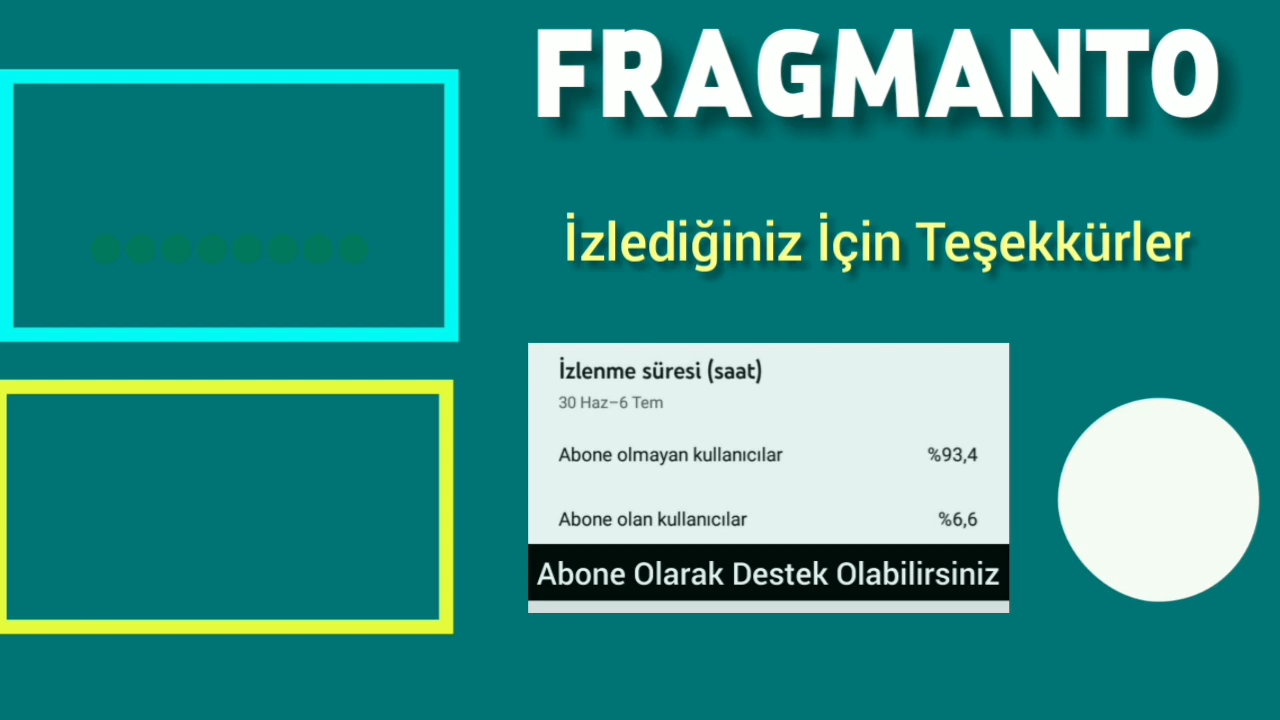 FRAGMANTO
İzlediğiniz İçin Teşekkürler
İzlenme süresi (saat)
30 Haz–6 Tem
Abone olmayan kullanıcılar %93,4
Abone olan kullanıcılar %6,6
Abone Olarak Destek Olabilirsiniz